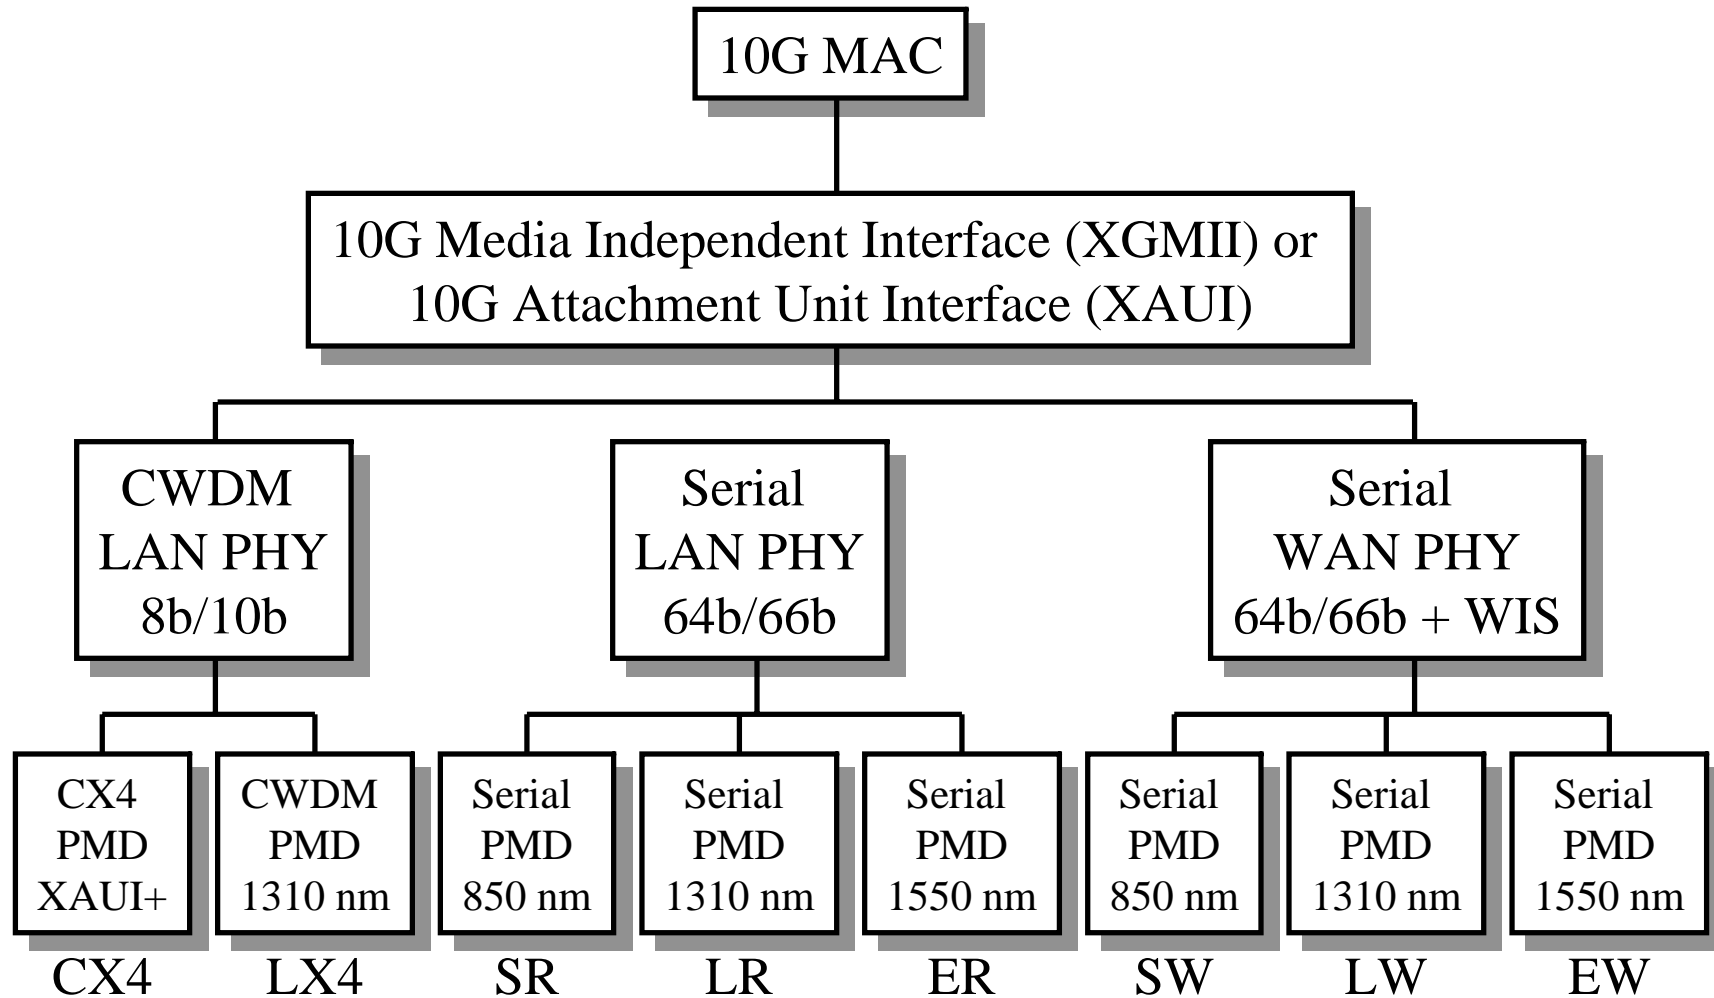 10G MAC
10G Media Independent Interface (XGMII) or
10G Attachment Unit Interface (XAUI)
CWDM
LAN PHY
8b/10b
Serial
LAN PHY
64b/66b
Serial
WAN PHY
64b/66b + WIS
CX4
PMD
XAUI+
CWDM
PMD
1310 nm
Serial
PMD
850 nm
Serial
PMD
1310 nm
Serial
PMD
1550 nm
Serial
PMD
850 nm
Serial
PMD
1310 nm
Serial
PMD
1550 nm
CX4
LX4
SR
LR
ER
SW
LW
EW